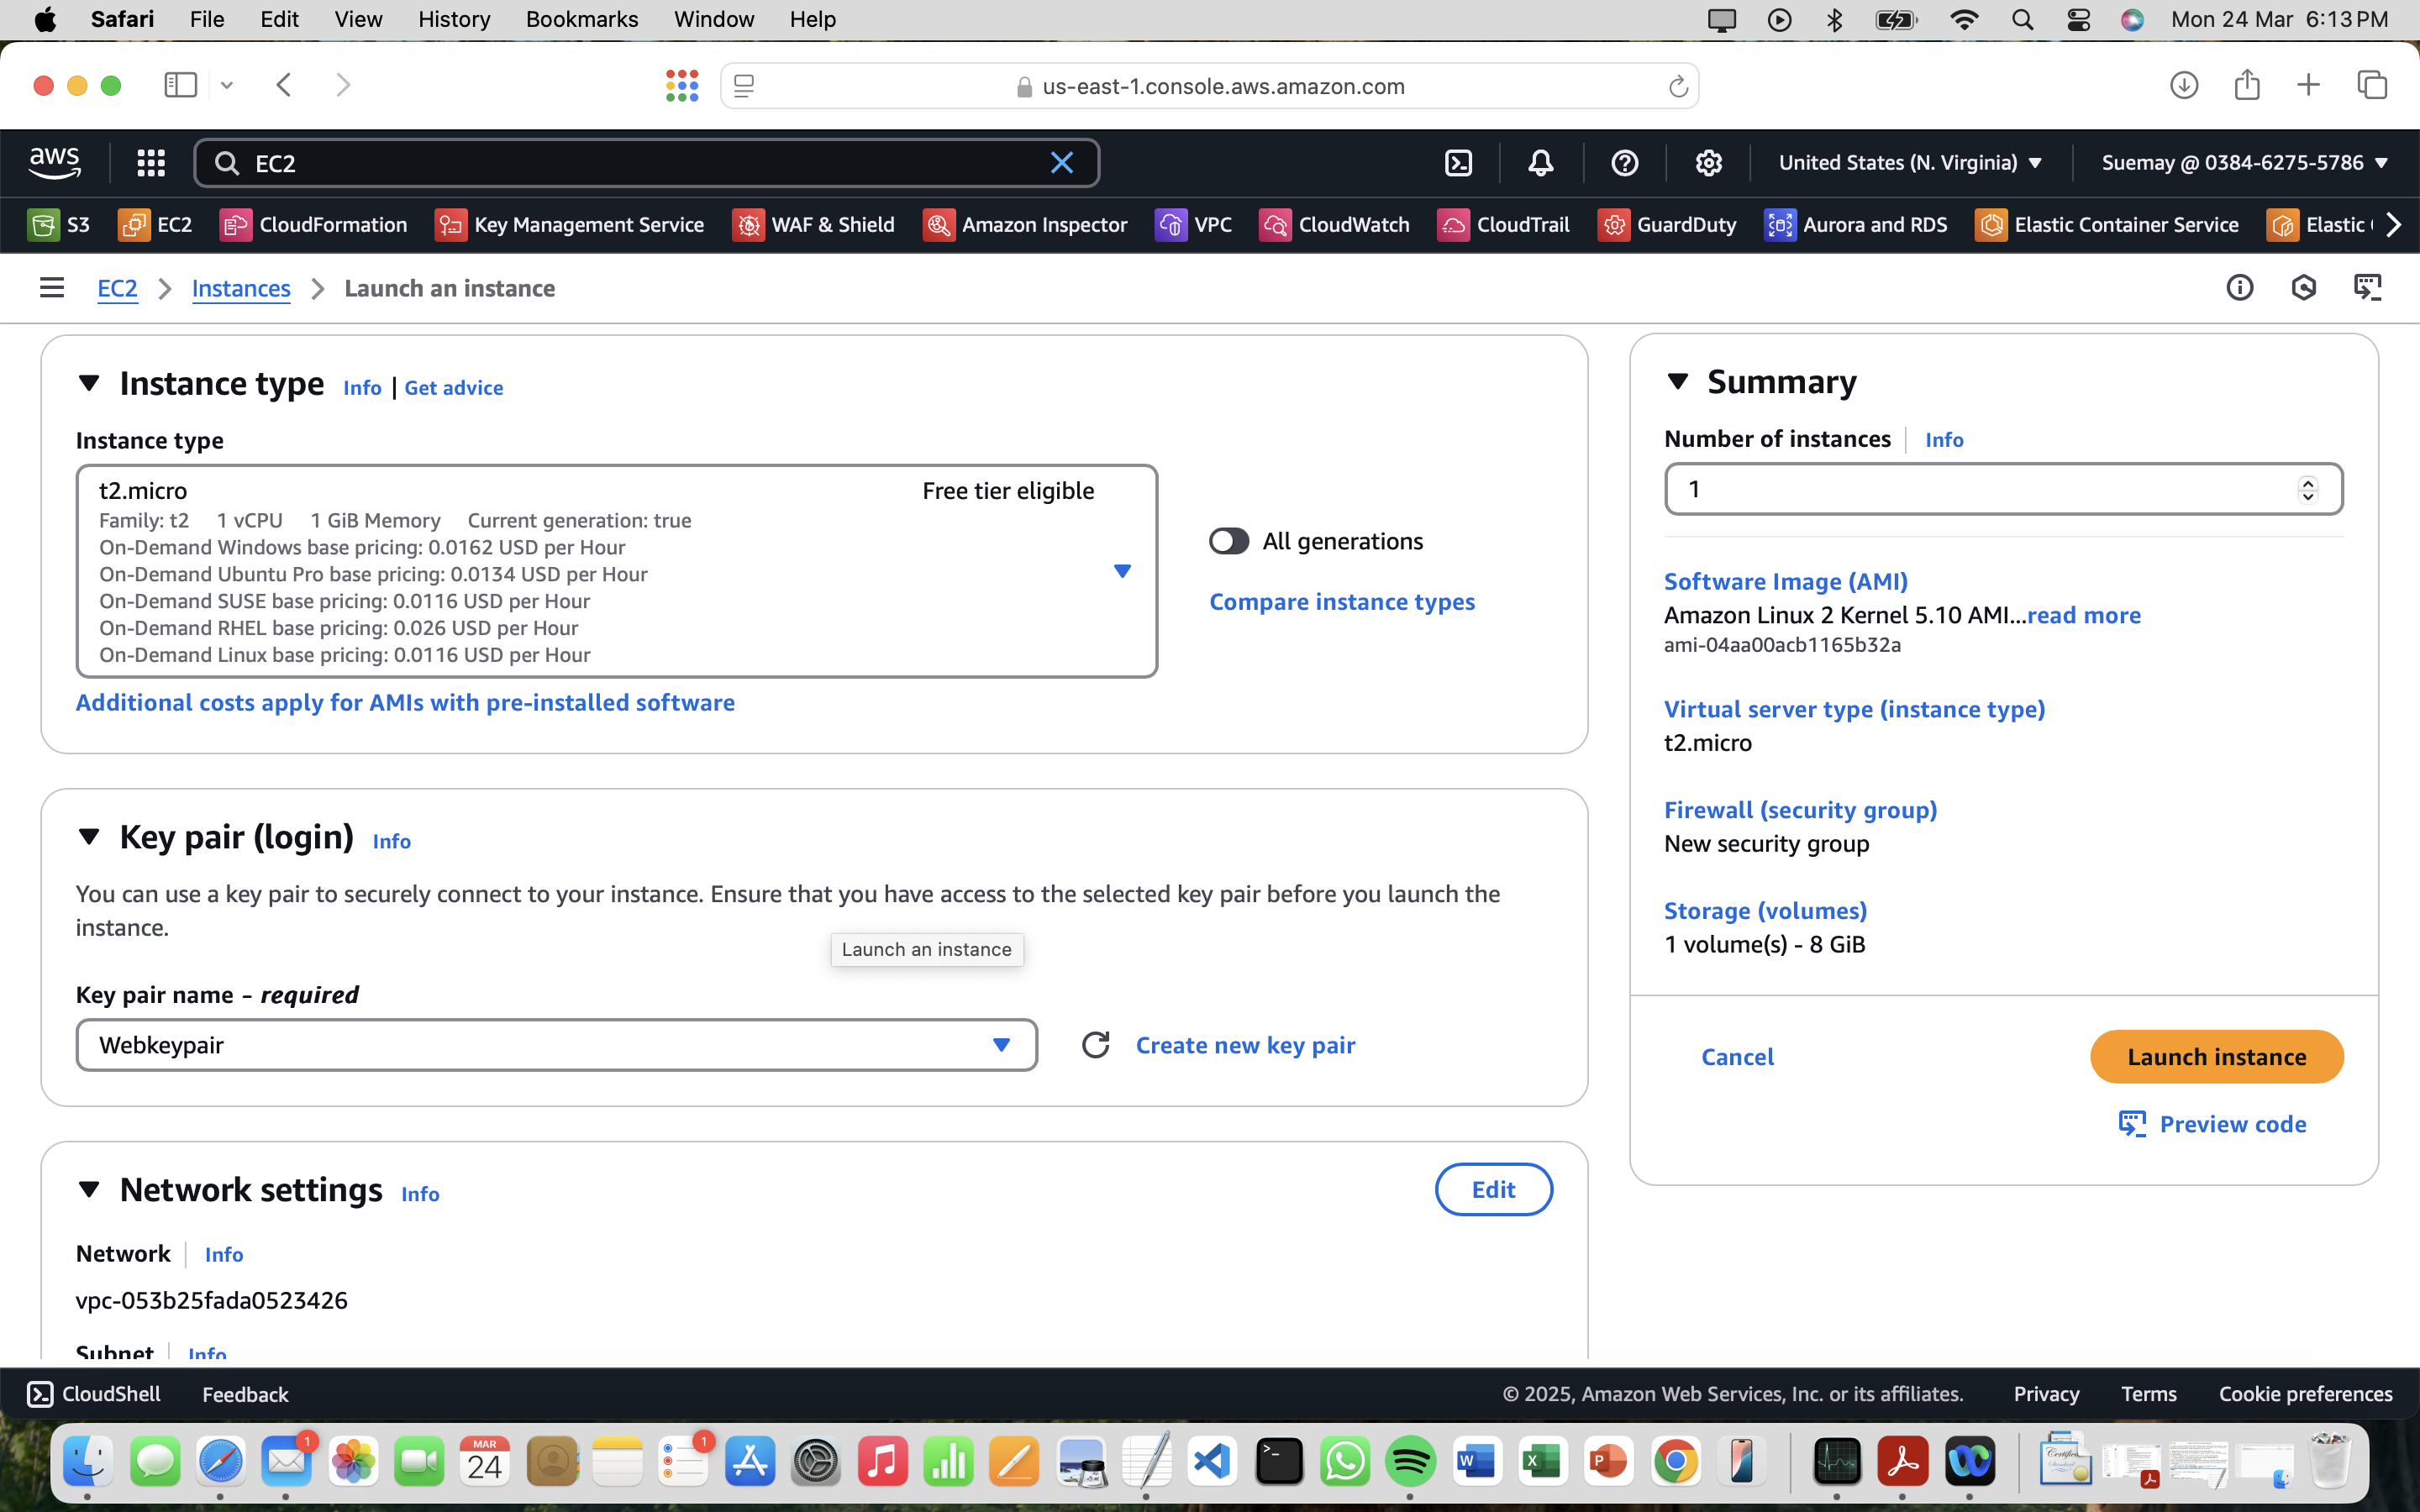 Safari File Edit View History Bookmarks Window Help Mon 24 Mar 6:13 PM
us-east-1.console.aws.amazon.com
aws EC2 United States (N. Virginia) Suemay @ 0384-6275-5786
S3 EC2 CloudFormation Key Management Service WAF & Shield Amazon Inspector VPC CloudWatch CloudTrail GuardDuty Aurora and RDS Elastic Container Service Elastic
EC2 Instances Launch an instance
Instance type Info | Get advice
Instance type
t2.micro Free tier eligible
Family: t2 1 vCPU 1 GiB Memory Current generation: true
On-Demand Windows base pricing: 0.0162 USD per Hour
On-Demand Ubuntu Pro base pricing: 0.0134 USD per Hour
On-Demand SUSE base pricing: 0.0116 USD per Hour
On-Demand RHEL base pricing: 0.026 USD per Hour
On-Demand Linux base pricing: 0.0116 USD per Hour
All generations
Compare instance types
Additional costs apply for AMIs with pre-installed software
Key pair (login) Info
You can use a key pair to securely connect to your instance. Ensure that you have access to the selected key pair before you launch the
instance.
Launch an instance
Key pair name - required
Webkeypair
Create new key pair
Network settings Info
Edit
Network Info
vpc-053b25fada0523426
Subnet Info
Summary
Number of instances Info
1
Software Image (AMI)
Amazon Linux 2 Kernel 5.10 AMI...read more
ami-04aa00acb1165b32a
Virtual server type (instance type)
t2.micro
Firewall (security group)
New security group
Storage (volumes)
1 volume(s) - 8 GiB
Cancel Launch instance
Preview code
CloudShell Feedback © 2025, Amazon Web Services, Inc. or its affiliates. Privacy Terms Cookie preferences
1 MAR 24 1 W X P